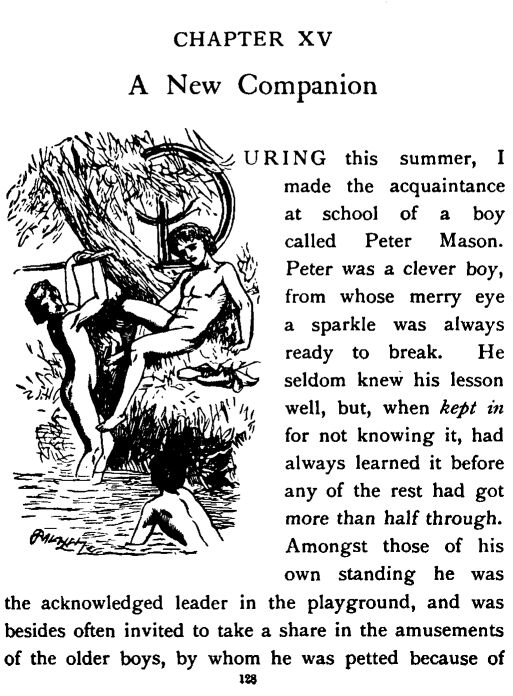 CHAPTER XV
A New Companion
DURING this summer, I
made the acquaintance
at school of a boy
called Peter Mason.
Peter was a clever boy,
from whose merry eye
a sparkle was always
ready to break. He
seldom knew his lesson
well, but, when kept in
for not knowing it, had
always learned it before
any of the rest had got
more than half through.
Amongst those of his
own standing he was
the acknowledged leader in the playground, and was
besides often invited to take a share in the amusements
of the older boys, by whom he was petted because of
128